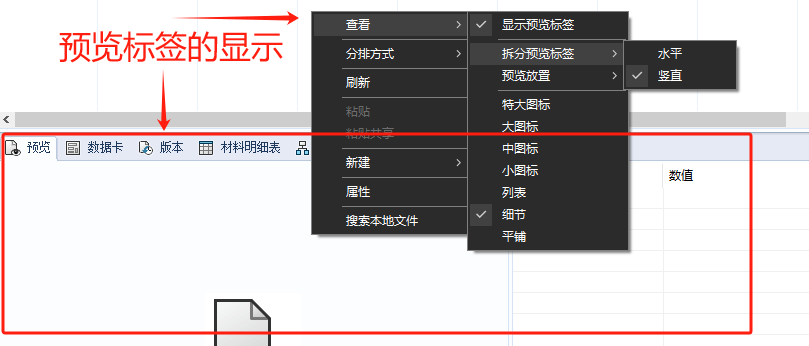 预览标签的显示
查看
分排方式
刷新
粘贴
粘贴共享
新建
属性
搜索本地文件
显示预览标签
拆分预览标签
预览放置
特大图标
大图标
中图标
小图标
列表
细节
平铺
水平
竖直
预览
数据卡
版本
材料明细表
数值